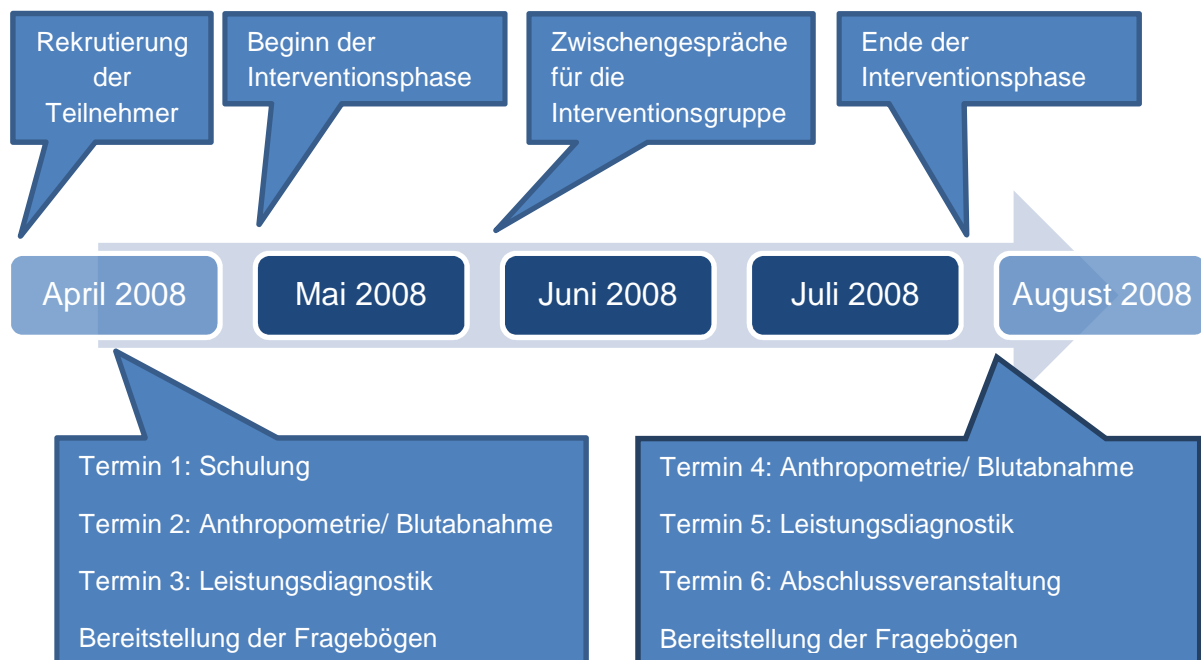 Rekrutierung
der
Teilnehmer
Beginn der
Interventionsphase
Zwischengespräche
für die
Interventionsgruppe
Ende der
Interventionsphase
April 2008
Mai 2008
Juni 2008
Juli 2008
August 2008
Termin 1: Schulung
Termin 2: Anthropometrie/ Blutabnahme
Termin 3: Leistungsdiagnostik
Bereitstellung der Fragebögen
Termin 4: Anthropometrie/ Blutabnahme
Termin 5: Leistungsdiagnostik
Termin 6: Abschlussveranstaltung
Bereitstellung der Fragebögen